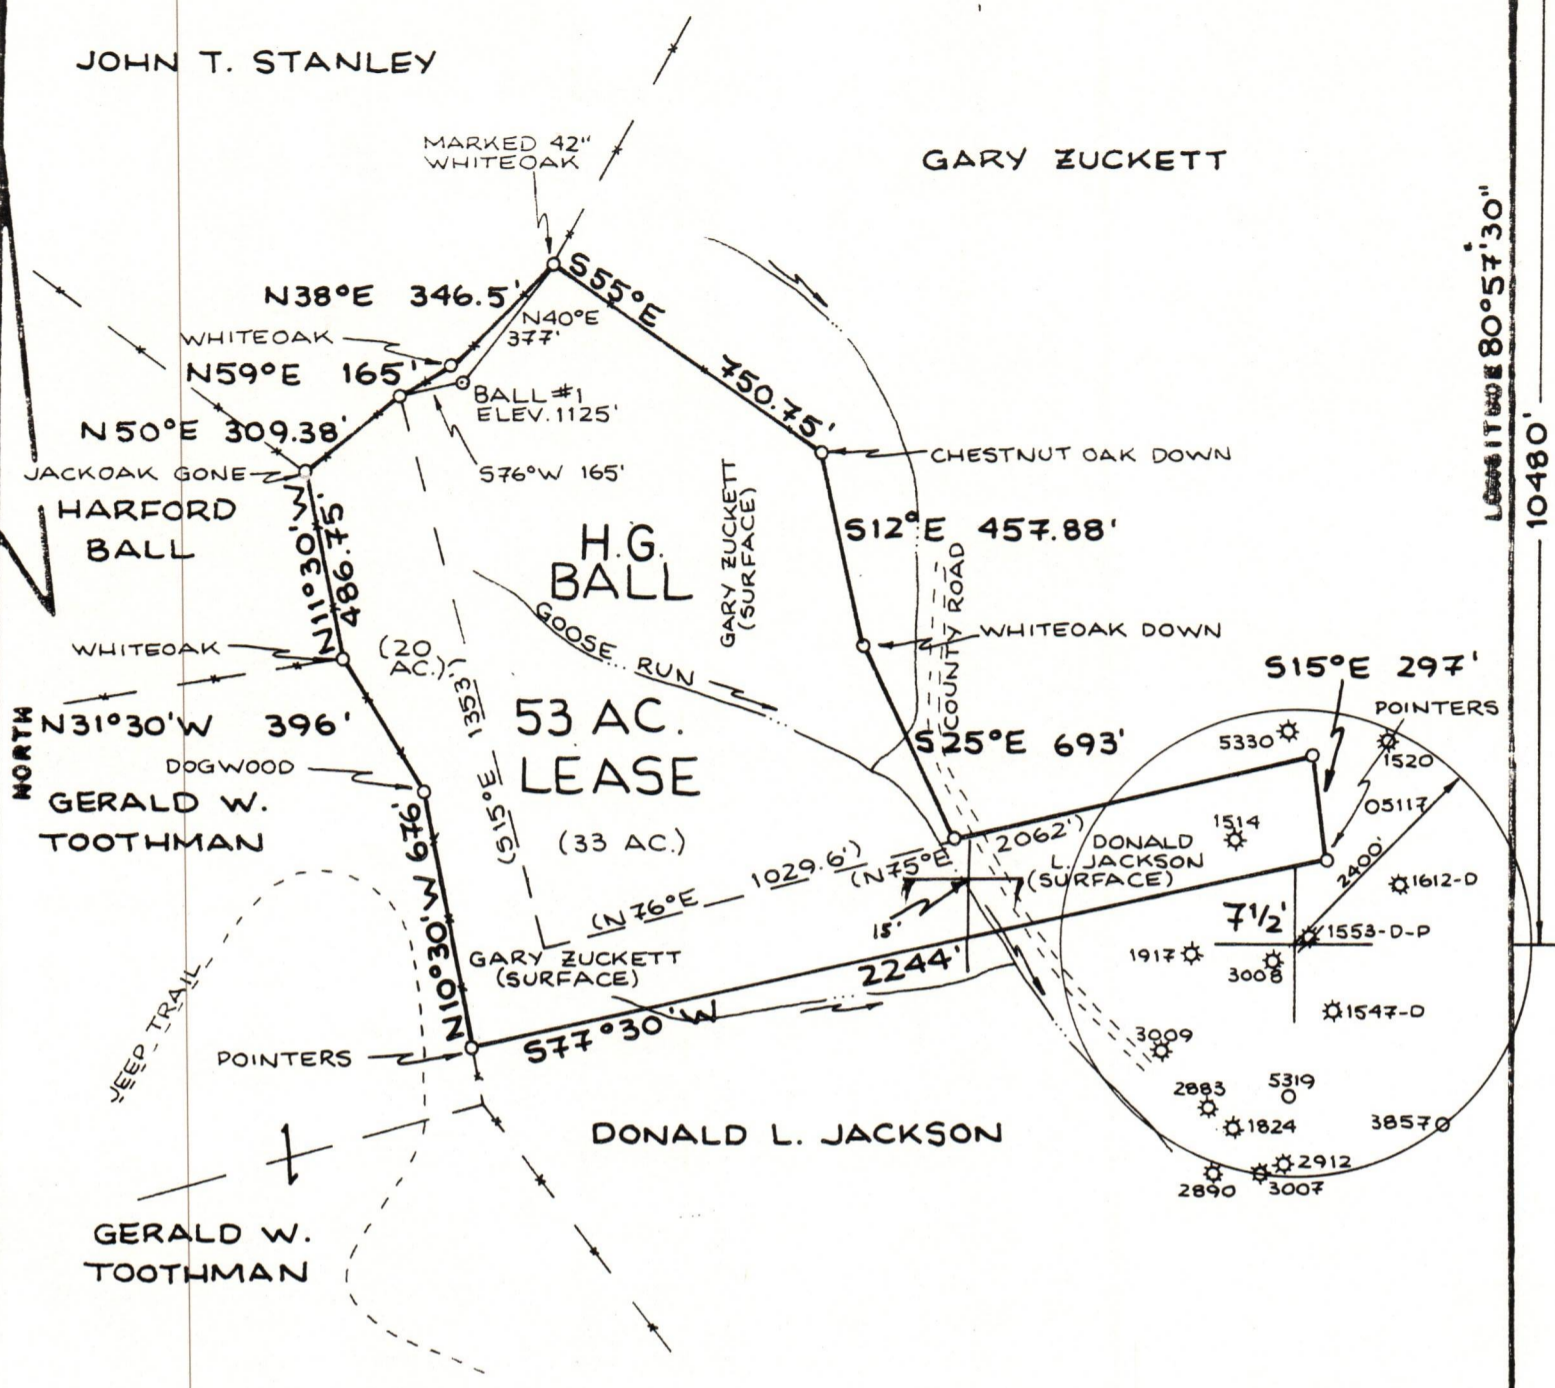 JOHN T. STANLEY
MARKED 42"
WHITEOAK
GARY ZUCKETT
80°57'30"
10480'
N38°E 346.5'
S55°E 750.75'
N40°E
377'
WHITEOAK
N59°E 165'
BALL #1
ELEV. 1125'
N50°E 309.38'
S76°W 165'
JACKOAK GONE
CHESTNUT OAK DOWN
HARFORD
BALL
N11°30'W
486.75'
H.G.
BALL
GARY ZUCKETT
(SURFACE)
S12°E 457.88'
COUNTY ROAD
GOOSE RUN
WHITEOAK
(20
AC.)
WHITEOAK DOWN
S15°E 297'
POINTERS
NORTH
N31°30'W 396'
(S15°E 1353')
53 AC.
LEASE
(33 AC.)
S25°E 693'
DOGWOOD
GERALD W.
TOOTHMAN
N10°30'W 676'
5330
1520
O5117
1514
2400'
2062')
DONALD
L. JACKSON
(SURFACE)
(N76°E 1029.6')
(N75°E
15'
1612-D
7½'
1553-D-P
1917
3008
1547-D
GARY ZUCKETT
(SURFACE)
2244'
S77°30'W
JEEP TRAIL
POINTERS
3009
2883
5319
1824
3857
2912
2890
3007
DONALD L. JACKSON
GERALD W.
TOOTHMAN